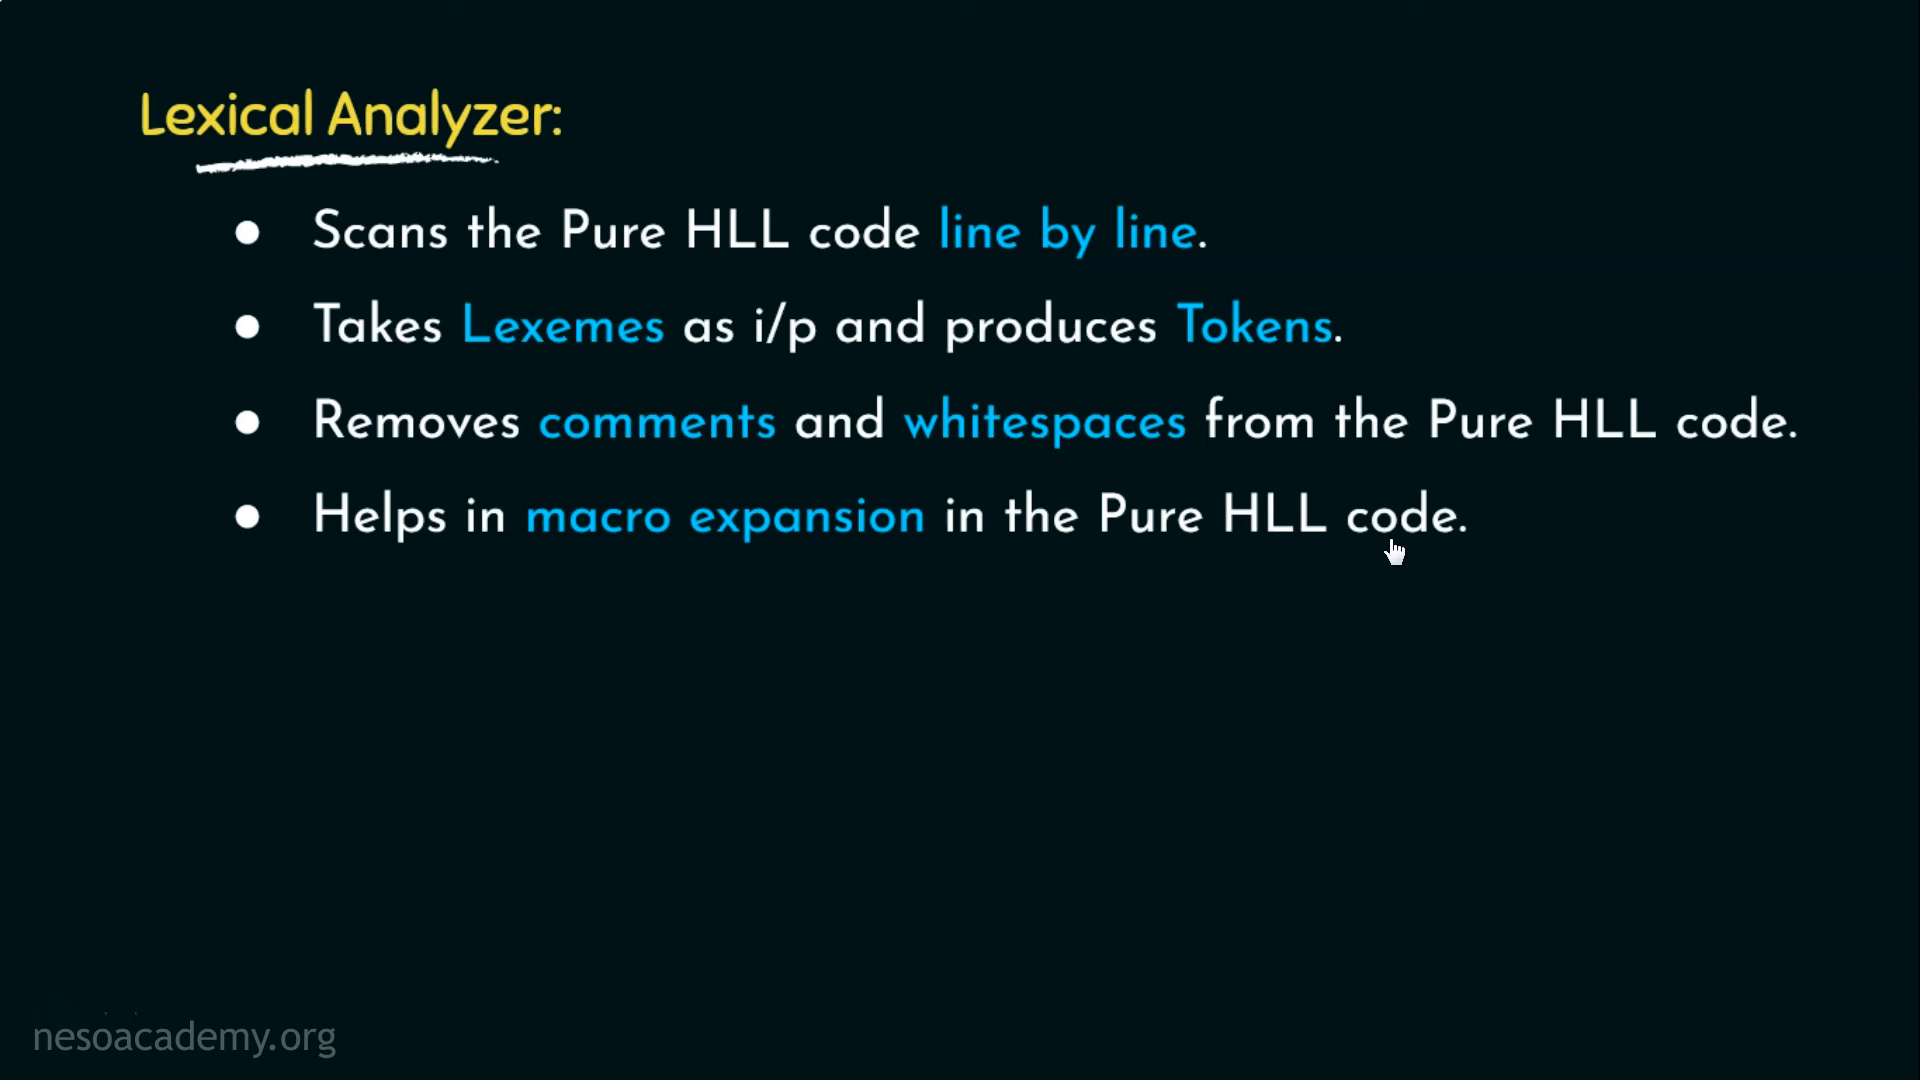 Lexical Analyzer:
● Scans the Pure HLL code line by line.
● Takes Lexemes as i/p and produces Tokens.
● Removes comments and whitespaces from the Pure HLL code.
● Helps in macro expansion in the Pure HLL code.
nesoacademy.org